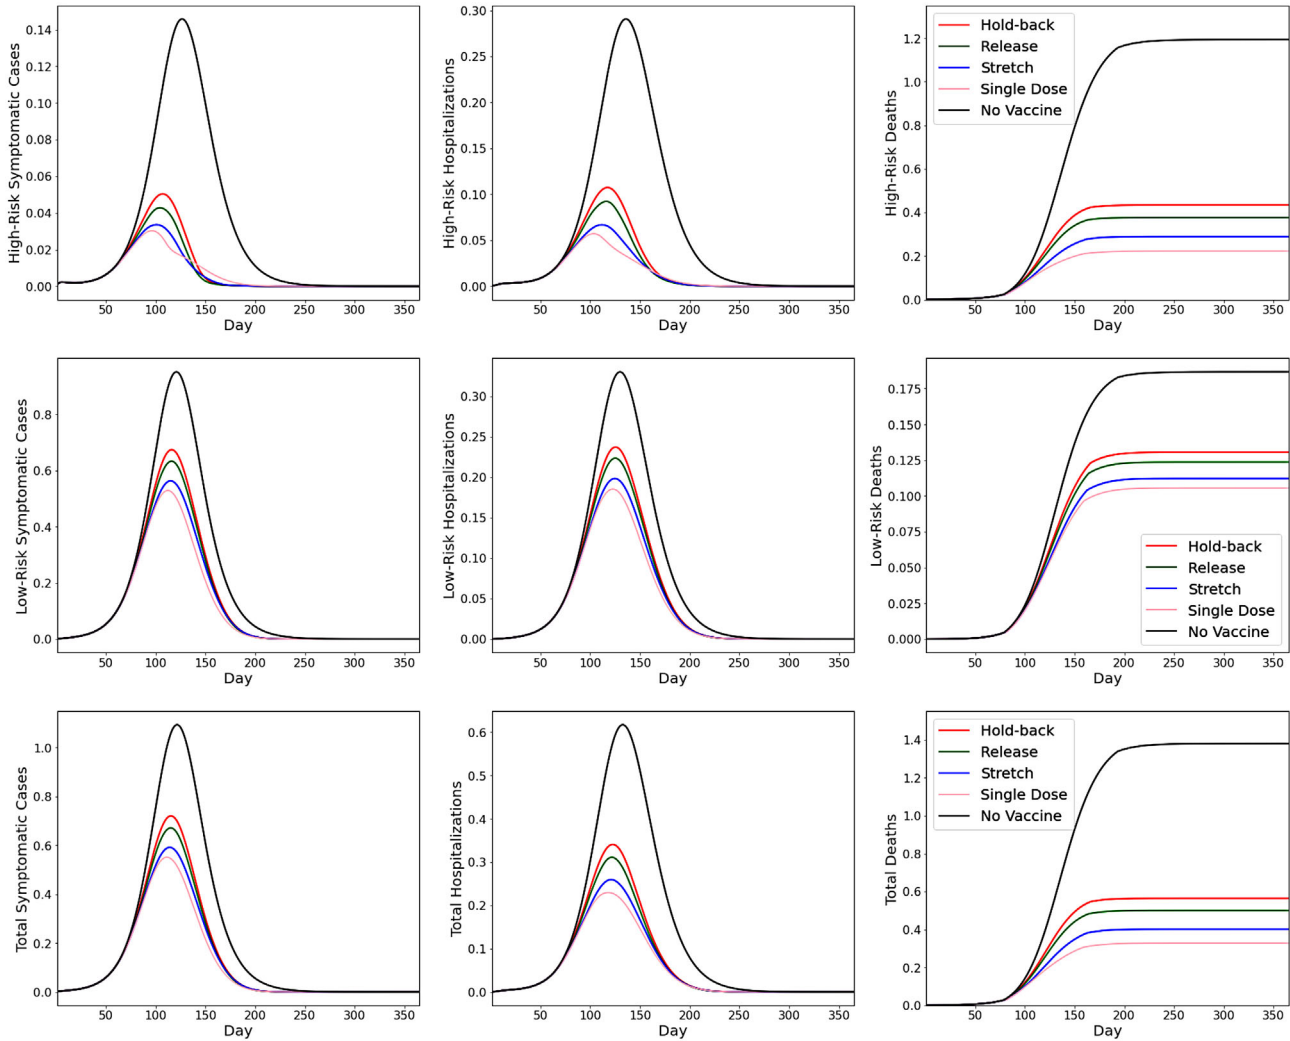 High-Risk Symptomatic Cases
0.14
0.12
0.10
0.08
0.06
0.04
0.02
0.00
50 100 150 200 250 300 350
Day
High-Risk Hospitalizations
0.30
0.25
0.20
0.15
0.10
0.05
0.00
50 100 150 200 250 300 350
Day
High-Risk Deaths
1.2
1.0
0.8
0.6
0.4
0.2
0.0
Hold-back
Release
Stretch
Single Dose
No Vaccine
50 100 150 200 250 300 350
Day
Low-Risk Symptomatic Cases
0.8
0.6
0.4
0.2
0.0
50 100 150 200 250 300 350
Day
Low-Risk Hospitalizations
0.30
0.25
0.20
0.15
0.10
0.05
0.00
50 100 150 200 250 300 350
Day
Low-Risk Deaths
0.175
0.150
0.125
0.100
0.075
0.050
0.025
0.000
Hold-back
Release
Stretch
Single Dose
No Vaccine
50 100 150 200 250 300 350
Day
Total Symptomatic Cases
1.0
0.8
0.6
0.4
0.2
0.0
50 100 150 200 250 300 350
Day
Total Hospitalizations
0.6
0.5
0.4
0.3
0.2
0.1
0.0
50 100 150 200 250 300 350
Day
Total Deaths
1.4
1.2
1.0
0.8
0.6
0.4
0.2
0.0
Hold-back
Release
Stretch
Single Dose
No Vaccine
50 100 150 200 250 300 350
Day